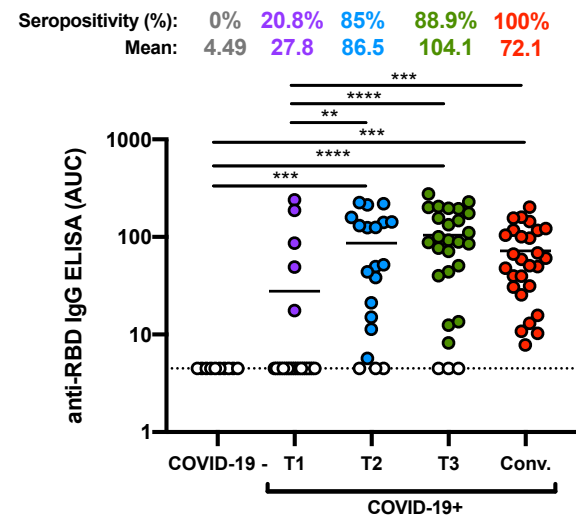 Seropositivity (%): 0% 20.8% 85% 88.9% 100%
Mean: 4.49 27.8 86.5 104.1 72.1
***
****
**
***
****
***
anti-RBD IgG ELISA (AUC)
1000
100
10
1
COVID-19 - T1 T2 T3 Conv.
COVID-19+